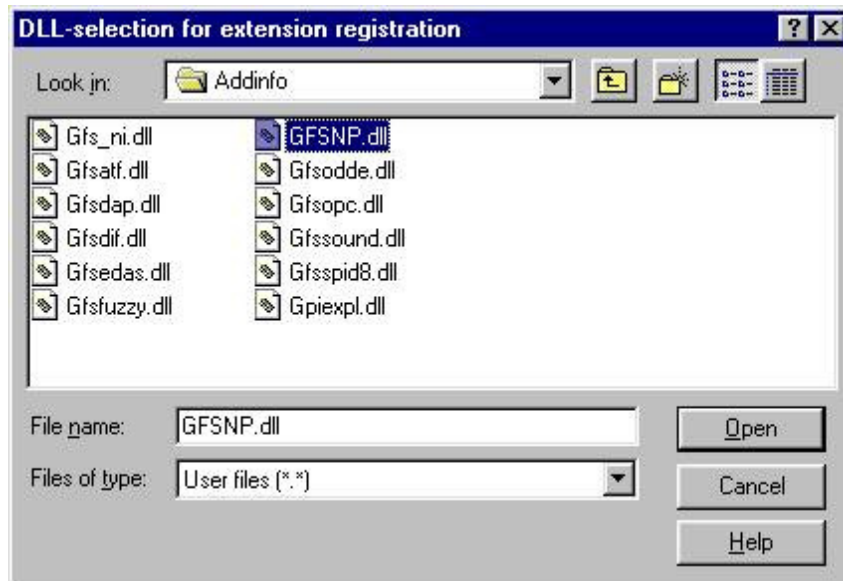 DLL-selection for extension registration
Look in: Addinfo
Gfs_ni.dll GFSNP.dll
Gfsatf.dll Gfsodde.dll
Gfsdap.dll Gfsopc.dll
Gfsdif.dll Gfssound.dll
Gfsedas.dll Gfsspid8.dll
Gfsfuzzy.dll Gpiexpl.dll
File name: GFSNP.dll Open
Files of type: User files (*.*) Cancel
Help